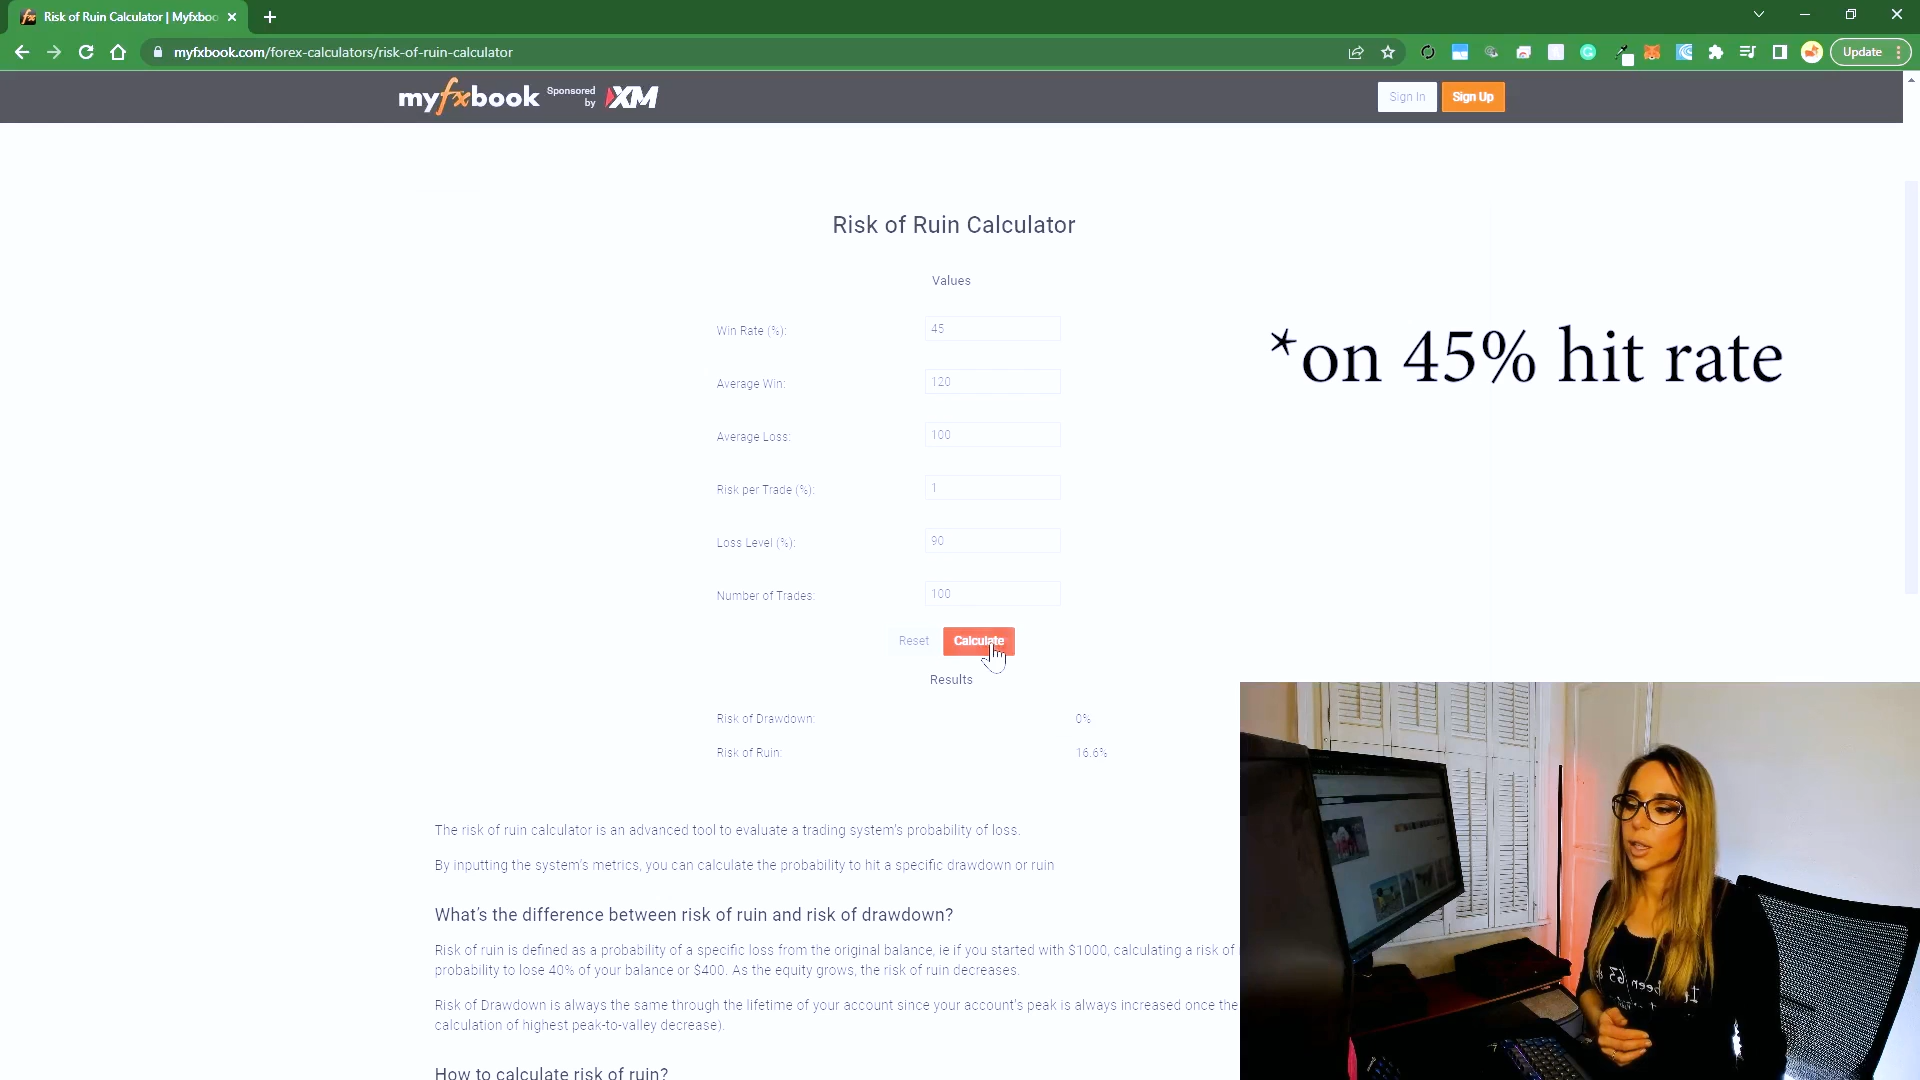 Risk of Ruin Calculator | Myfxboo
myfxbook.com/forex-calculators/risk-of-ruin-calculator
Update
myfxbook
Sponsored
by
XM
Sign In
Sign Up
Risk of Ruin Calculator
Values
Win Rate (%):
45
*on 45% hit rate
Average Win:
120
Average Loss:
100
Risk per Trade (%):
1
Loss Level (%):
90
Number of Trades:
100
Reset
Calculate
Results
Risk of Drawdown:
0%
Risk of Ruin:
16.6%
The risk of ruin calculator is an advanced tool to evaluate a trading system's probability of loss.
By inputting the system's metrics, you can calculate the probability to hit a specific drawdown or ruin
What's the difference between risk of ruin and risk of drawdown?
Risk of ruin is defined as a probability of a specific loss from the original balance, ie if you started with $1000, calculating a risk of
probability to lose 40% of your balance or $400. As the equity grows, the risk of ruin decreases.
Risk of Drawdown is always the same through the lifetime of your account since your account's peak is always increased once the
calculation of highest peak-to-valley decrease).
How to calculate risk of ruin?